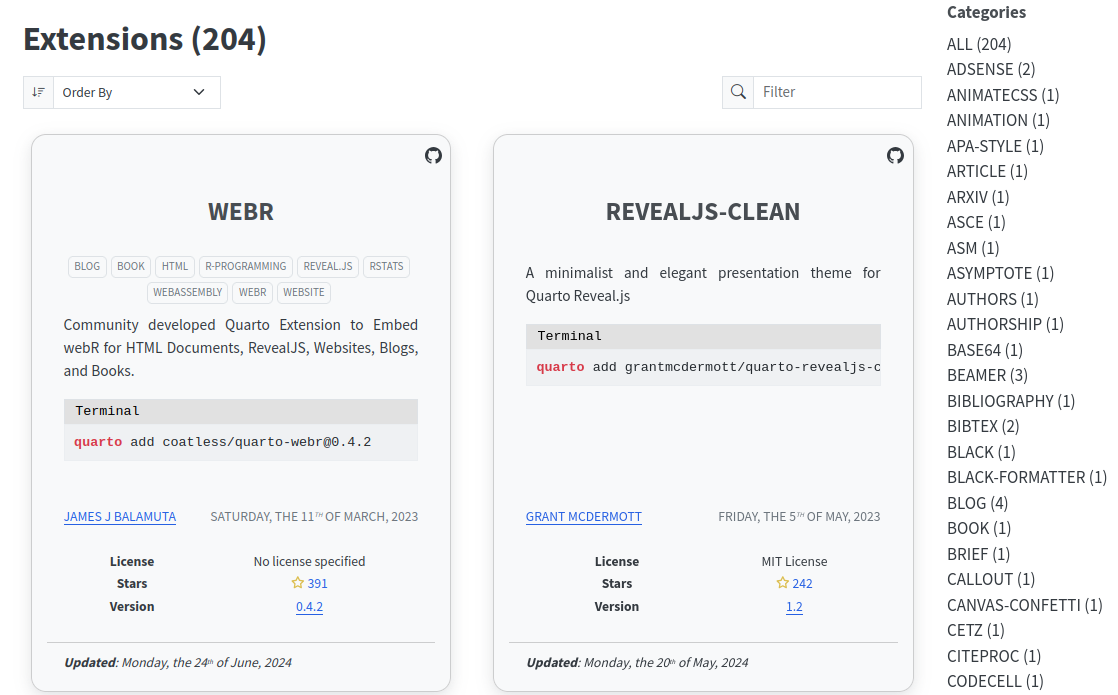 Extensions (204)
Order By
Filter
WEBR
BLOG BOOK HTML R-PROGRAMMING REVEAL.JS RSTATS
WEBASSEMBLY WEBR WEBSITE
Community developed Quarto Extension to Embed
webR for HTML Documents, RevealJS, Websites, Blogs,
and Books.
Terminal
quarto add coatless/quarto-webr@0.4.2
JAMES J BALAMUTA SATURDAY, THE 11TH OF MARCH, 2023
License No license specified
Stars 391
Version 0.4.2
Updated: Monday, the 24th of June, 2024
REVEALJS-CLEAN
A minimalist and elegant presentation theme for
Quarto Reveal.js
Terminal
quarto add grantmcdermott/quarto-revealjs-c
GRANT MCDERMOTT FRIDAY, THE 5TH OF MAY, 2023
License MIT License
Stars 242
Version 1.2
Updated: Monday, the 20th of May, 2024
Categories
ALL (204)
ADSENSE (2)
ANIMATECSS (1)
ANIMATION (1)
APA-STYLE (1)
ARTICLE (1)
ARXIV (1)
ASCE (1)
ASM (1)
ASYMPTOTE (1)
AUTHORS (1)
AUTHORSHIP (1)
BASE64 (1)
BEAMER (3)
BIBLIOGRAPHY (1)
BIBTEX (2)
BLACK (1)
BLACK-FORMATTER (1)
BLOG (4)
BOOK (1)
BRIEF (1)
CALLOUT (1)
CANVAS-CONFETTI (1)
CETZ (1)
CITEPROC (1)
CODECELL (1)